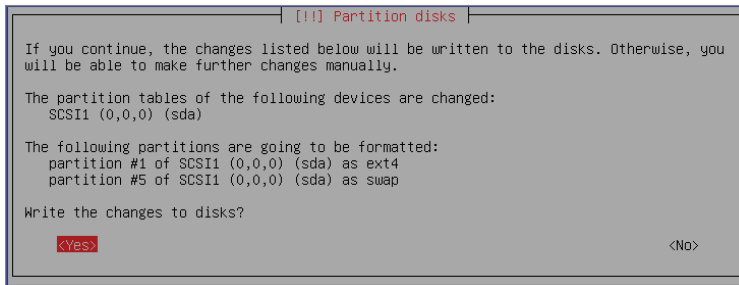 [!!] Partition disks
If you continue, the changes listed below will be written to the disks. Otherwise, you
will be able to make further changes manually.
The partition tables of the following devices are changed:
SCSI1 (0,0,0) (sda)
The following partitions are going to be formatted:
partition #1 of SCSI1 (0,0,0) (sda) as ext4
partition #5 of SCSI1 (0,0,0) (sda) as swap
Write the changes to disks?
<Yes> <No>